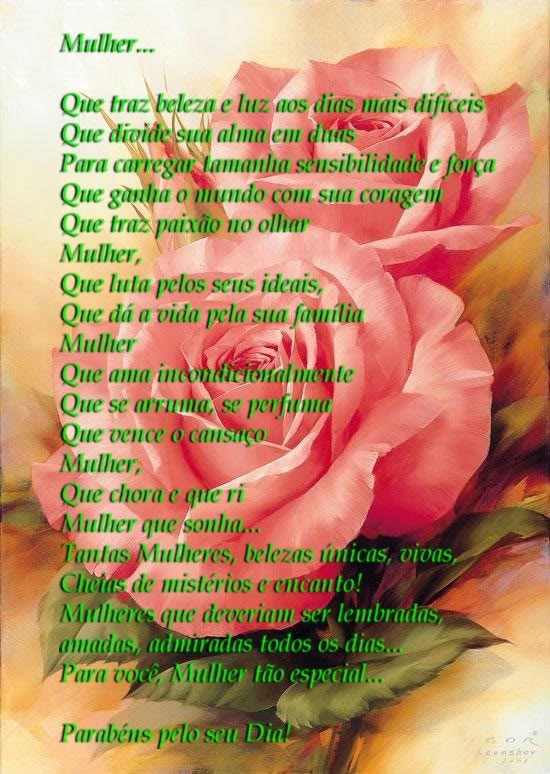 Mulher...
Que traz beleza e luz aos dias mais difíceis
Que divide sua alma em duas
Para carregar tamanha sensibilidade e força
Que ganha o mundo com sua coragem
Que traz paixão no olhar
Mulher,
Que luta pelos seus ideais,
Que dá a vida pela sua família
Mulher
Que ama incondicionalmente
Que se arruma, se perfuma
Que vence o cansaço
Mulher,
Que chora e que ri
Mulher que sonha...
Tantas Mulheres, belezas únicas, vivas,
Cheias de mistérios e encanto!
Mulheres que deveriam ser lembradas,
amadas, admiradas todos os dias...
Para você, Mulher tão especial...
Parabéns pelo seu Dia!
IGOR
Levashov